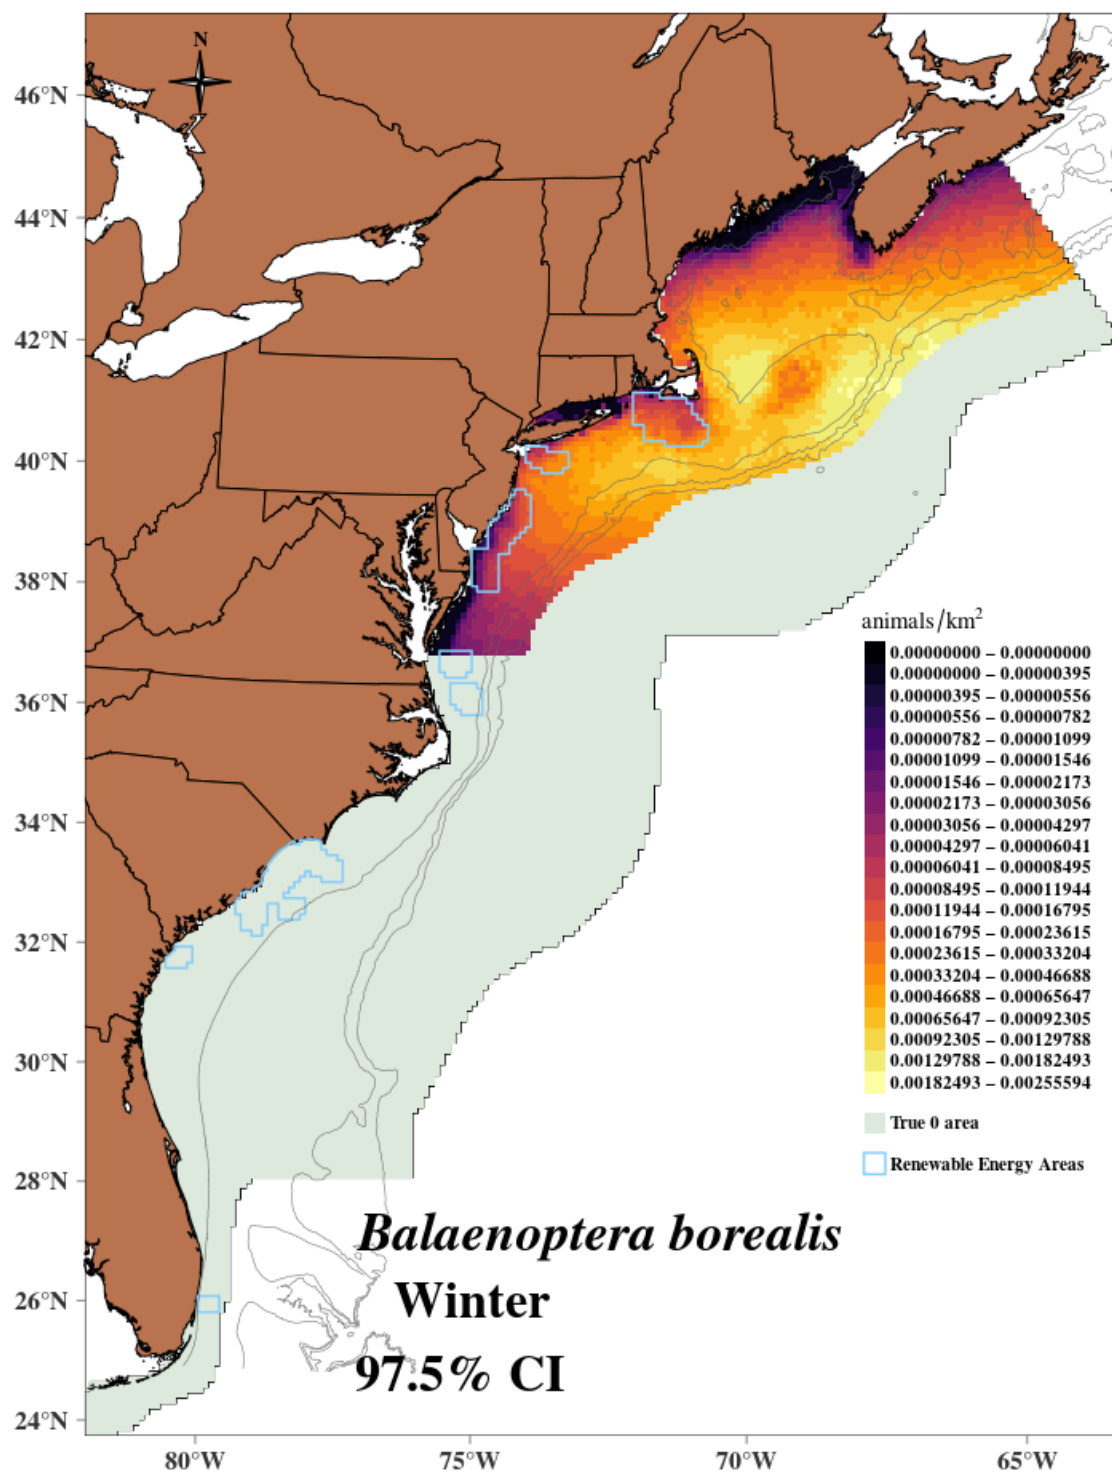 N
46°N
44°N
42°N
40°N
38°N
36°N
34°N
32°N
30°N
28°N
26°N
24°N
animals/km²
0.00000000 – 0.00000000
0.00000000 – 0.00000395
0.00000395 – 0.00000556
0.00000556 – 0.00000782
0.00000782 – 0.00001099
0.00001099 – 0.00001546
0.00001546 – 0.00002173
0.00002173 – 0.00003056
0.00003056 – 0.00004297
0.00004297 – 0.00006041
0.00006041 – 0.00008495
0.00008495 – 0.00011944
0.00011944 – 0.00016795
0.00016795 – 0.00023615
0.00023615 – 0.00033204
0.00033204 – 0.00046688
0.00046688 – 0.00065647
0.00065647 – 0.00092305
0.00092305 – 0.00129788
0.00129788 – 0.00182493
0.00182493 – 0.00255594
True 0 area
Renewable Energy Areas
Balaenoptera borealis
Winter
97.5% CI
80°W
75°W
70°W
65°W